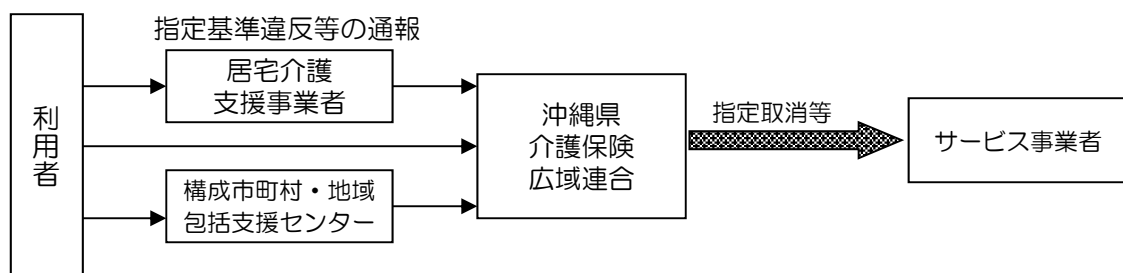 指定基準違反等の通報
利用者
居宅介護
支援事業者
構成市町村・地域
包括支援センター
沖縄県
介護保険
広域連合
指定取消等
サービス事業者